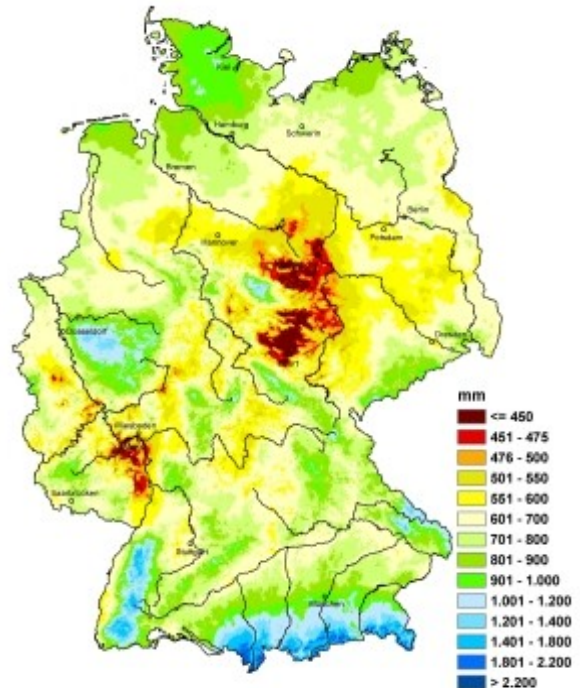 Kiel
Hamburg
Schwerin
Bremen
Berlin
Hannover
Potsdam
Dresden
Wiesbaden
Saarbrücken
Stuttgart
mm
<= 450
451 - 475
476 - 500
501 - 550
551 - 600
601 - 700
701 - 800
801 - 900
901 - 1.000
1.001 - 1.200
1.201 - 1.400
1.401 - 1.800
1.801 - 2.200
> 2.200